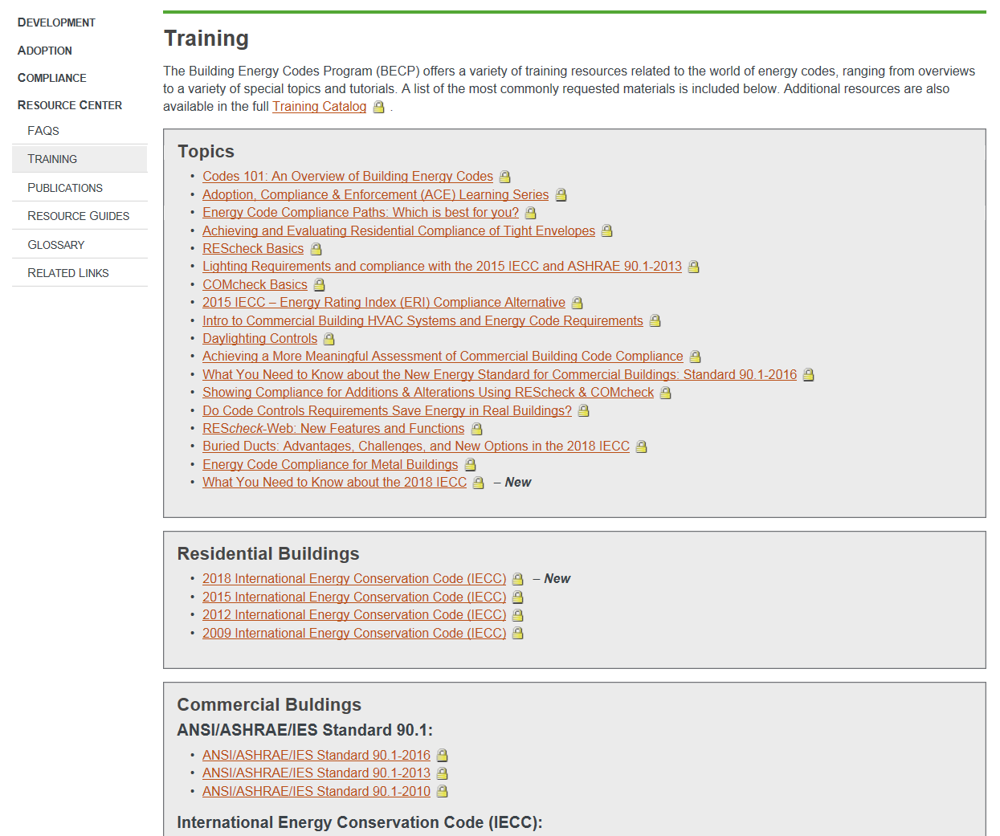 DEVELOPMENT
ADOPTION
COMPLIANCE
RESOURCE CENTER
FAQS
TRAINING
PUBLICATIONS
RESOURCE GUIDES
GLOSSARY
RELATED LINKS
Training
The Building Energy Codes Program (BECP) offers a variety of training resources related to the world of energy codes, ranging from overviews
to a variety of special topics and tutorials. A list of the most commonly requested materials is included below. Additional resources are also
available in the full Training Catalog .
Topics
• Codes 101: An Overview of Building Energy Codes
• Adoption, Compliance & Enforcement (ACE) Learning Series
• Energy Code Compliance Paths: Which is best for you?
• Achieving and Evaluating Residential Compliance of Tight Envelopes
• REScheck Basics
• Lighting Requirements and compliance with the 2015 IECC and ASHRAE 90.1-2013
• COMcheck Basics
• 2015 IECC – Energy Rating Index (ERI) Compliance Alternative
• Intro to Commercial Building HVAC Systems and Energy Code Requirements
• Daylighting Controls
• Achieving a More Meaningful Assessment of Commercial Building Code Compliance
• What You Need to Know about the New Energy Standard for Commercial Buildings: Standard 90.1-2016
• Showing Compliance for Additions & Alterations Using REScheck & COMcheck
• Do Code Controls Requirements Save Energy in Real Buildings?
• REScheck-Web: New Features and Functions
• Buried Ducts: Advantages, Challenges, and New Options in the 2018 IECC
• Energy Code Compliance for Metal Buildings
• What You Need to Know about the 2018 IECC – New
Residential Buildings
• 2018 International Energy Conservation Code (IECC) – New
• 2015 International Energy Conservation Code (IECC)
• 2012 International Energy Conservation Code (IECC)
• 2009 International Energy Conservation Code (IECC)
Commercial Buldings
ANSI/ASHRAE/IES Standard 90.1:
• ANSI/ASHRAE/IES Standard 90.1-2016
• ANSI/ASHRAE/IES Standard 90.1-2013
• ANSI/ASHRAE/IES Standard 90.1-2010
International Energy Conservation Code (IECC):